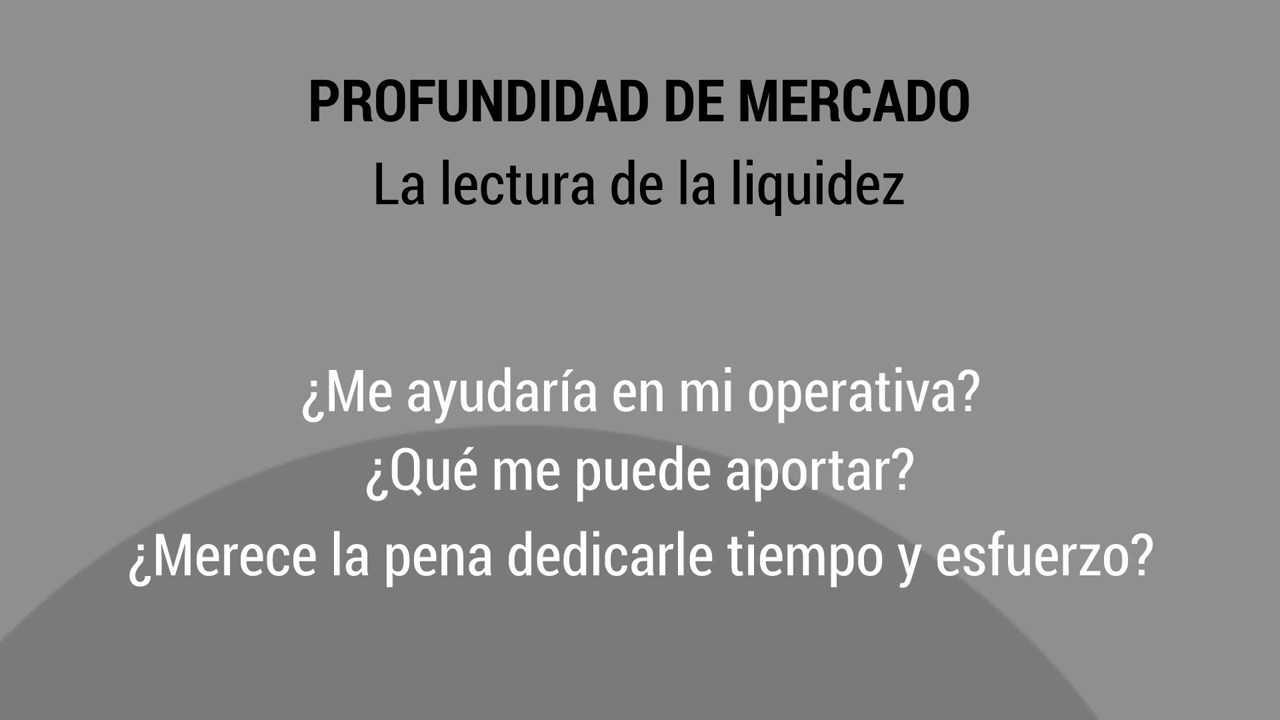 PROFUNDIDAD DE MERCADO
La lectura de la liquidez
¿Me ayudaría en mi operativa?
¿Qué me puede aportar?
¿Merece la pena dedicarle tiempo y esfuerzo?